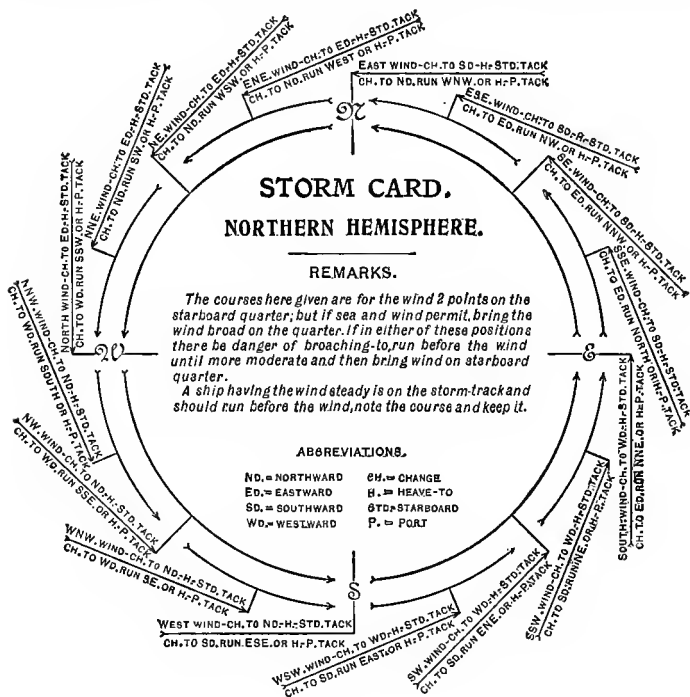 STORM CARD.
NORTHERN HEMISPHERE.
REMARKS.
The courses here given are for the wind 2 points on the
starboard quarter; but if sea and wind permit, bring the
wind broad on the quarter. If in either of these positions
there be danger of broaching-to, run before the wind
until more moderate and then bring wind on starboard
quarter.
A ship having the wind steady is on the storm-track and
should run before the wind, note the course and keep it.
ABBREVIATIONS.
ND.= NORTHWARD
ED.= EASTWARD
SD.= SOUTHWARD
WD.= WESTWARD
CH.= CHANGE
H.= HEAVE-TO
STD.= STARBOARD
P.= PORT
N
EAST WIND-CH. TO SD-H-STD. TACK
CH. TO ND. RUN WNW. OR H-P. TACK
ESE. WIND-CH. TO SD-H-STD. TACK
CH. TO ED. RUN NW. OR H-P. TACK
SE. WIND-CH. TO SD-H-STD. TACK
CH. TO ED. RUN NNW. OR H-P. TACK
SSE. WIND-CH. TO SD-H-STD. TACK
CH. TO ED. RUN NORTH OR H-P. TACK
E
SOUTH WIND-CH. TO WD-H-STD. TACK
CH. TO ED. RUN NNE. OR H-P. TACK
SSW. WIND-CH. TO WD-H-STD. TACK
CH. TO SD. RUN NE. OR H-P. TACK
SW. WIND-CH. TO WD-H-STD. TACK
CH. TO SD. RUN ENE. OR H-P. TACK
WSW. WIND-CH. TO WD-H-STD. TACK
CH. TO SD. RUN EAST. OR H-P. TACK
S
WEST WIND-CH. TO ND-H-STD. TACK
CH. TO SD. RUN ESE. OR H-P. TACK
WNW. WIND-CH. TO ND-H-STD. TACK
CH. TO WD. RUN SE. OR H-P. TACK
NW. WIND-CH. TO ND-H-STD. TACK
CH. TO WD. RUN SSE. OR H-P. TACK
NNW. WIND-CH. TO ND-H-STD. TACK
CH. TO WD. RUN SOUTH OR H-P. TACK
W
NORTH WIND-CH. TO ED-H-STD. TACK
CH. TO WD. RUN SSW. OR H-P. TACK
NNE. WIND-CH. TO ED-H-STD. TACK
CH. TO ND. RUN SW. OR H-P. TACK
NE. WIND-CH. TO ED-H-STD. TACK
CH. TO ND. RUN WSW. OR H-P. TACK
ENE. WIND-CH. TO ED-H-STD. TACK
CH. TO ND. RUN WEST OR H-P. TACK